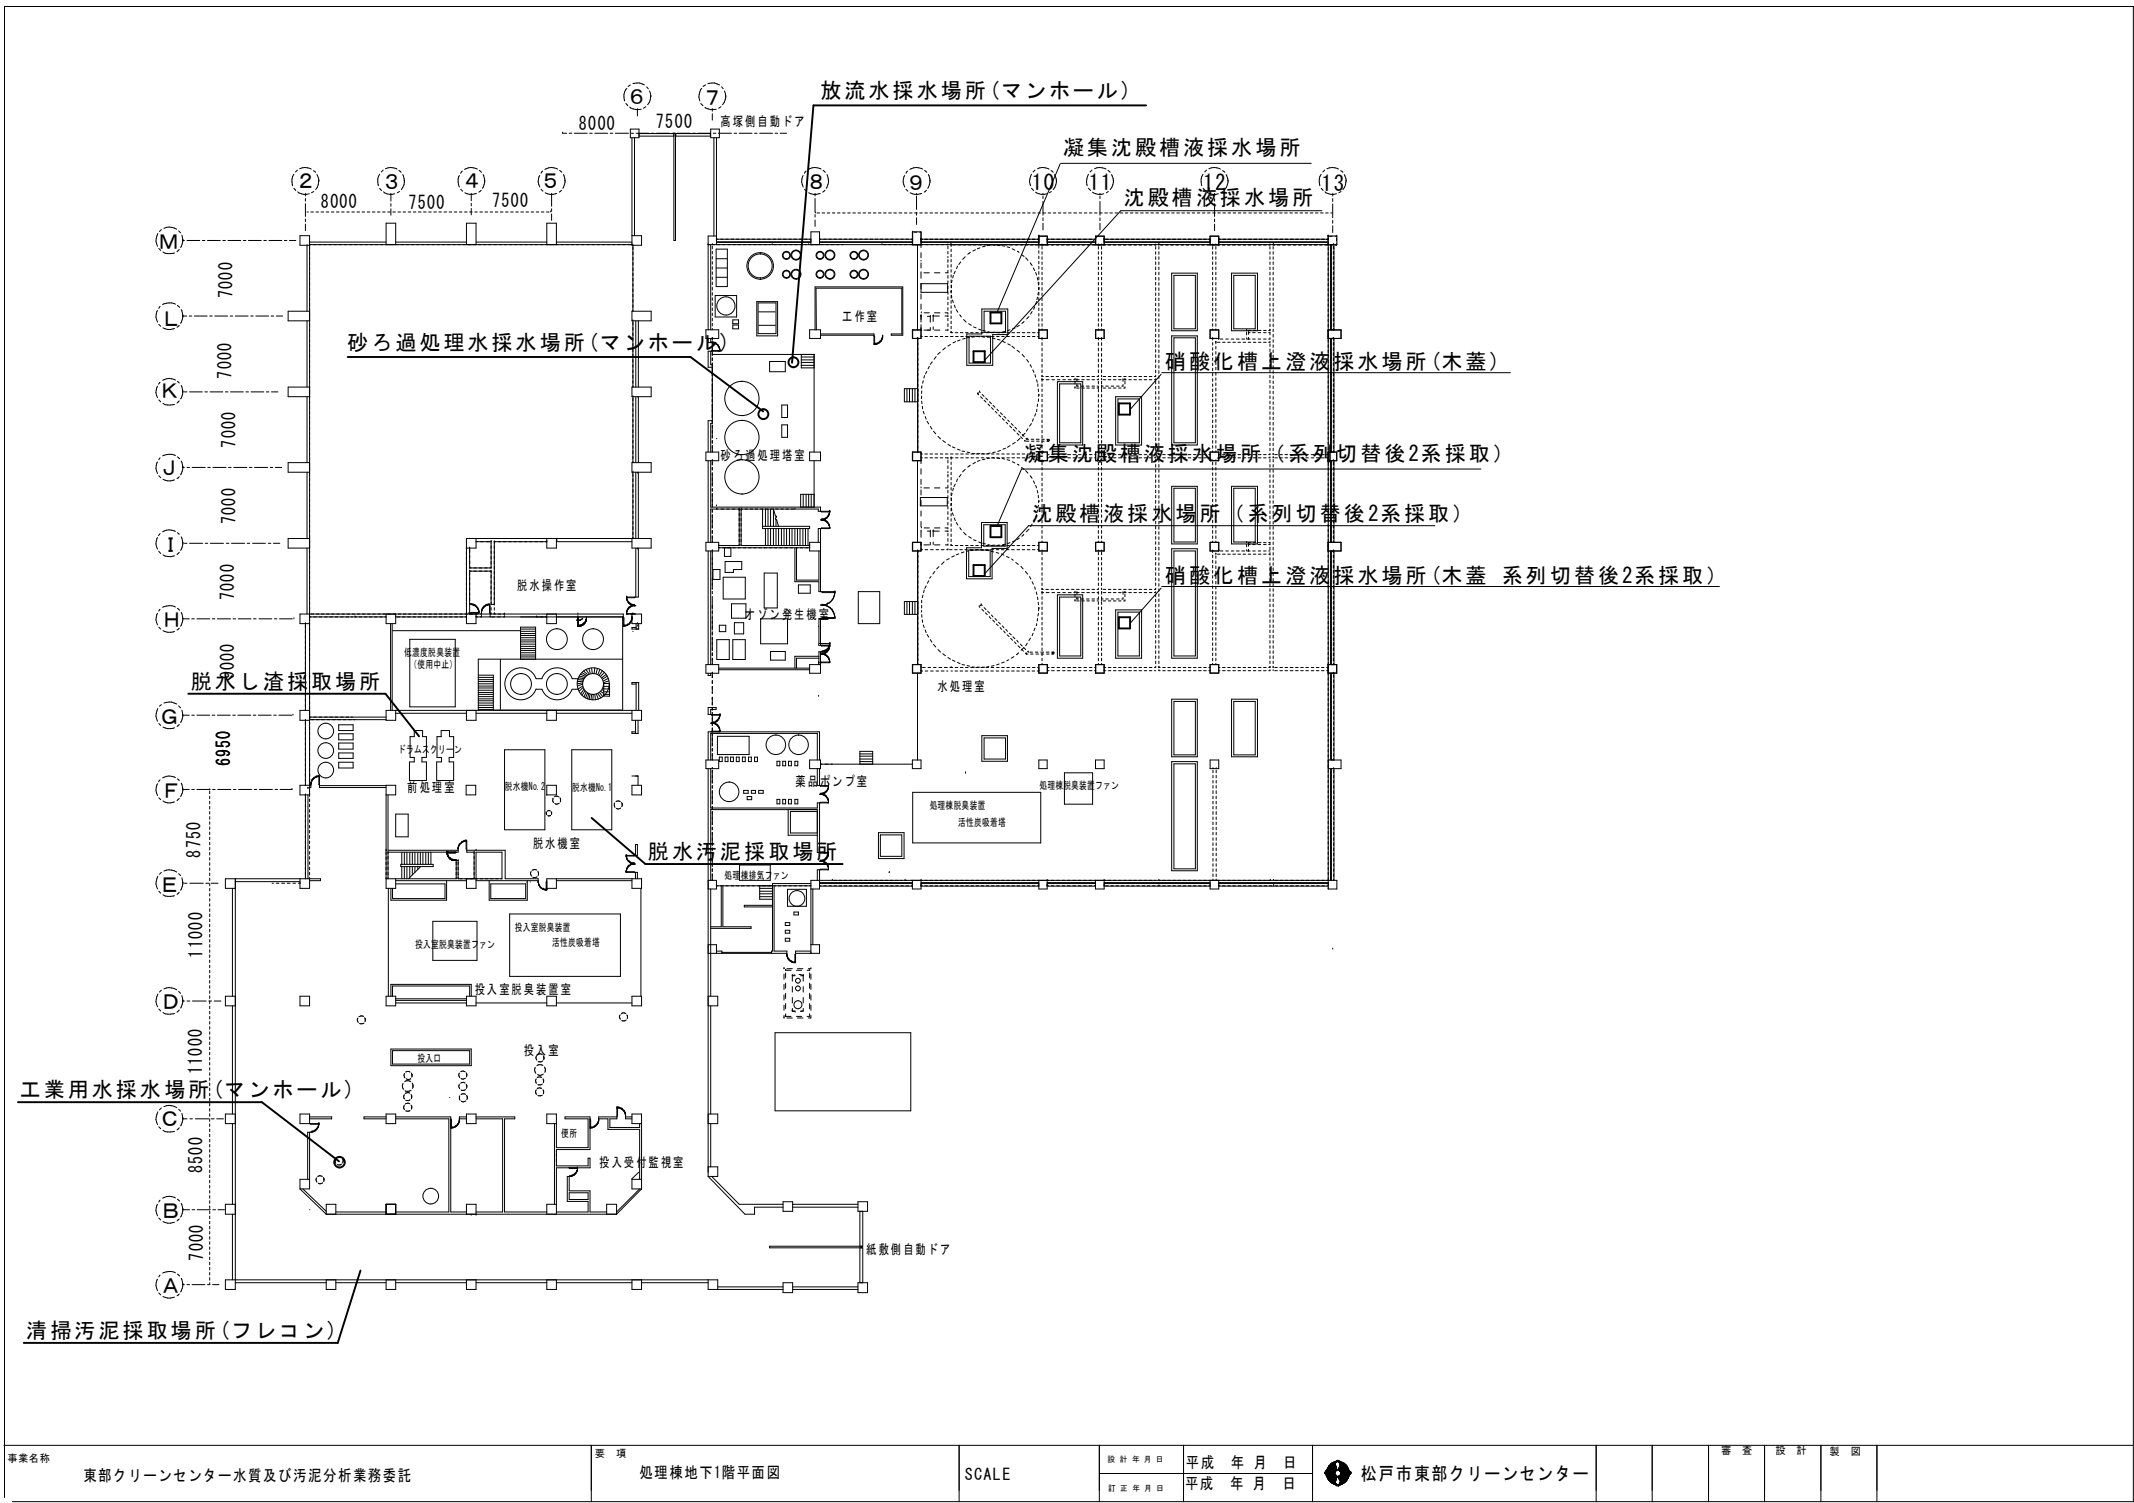 放流水採水場所(マンホール)
⑥ ⑦
8000 7500 高塚側自動ドア
凝集沈殿槽液採水場所
② ③ ④ ⑤ ⑧ ⑨ ⑩ ⑪ ⑫ ⑬
8000 7500 7500
沈殿槽液採水場所
Ⓜ
7000
Ⓛ
工作室
砂ろ過処理水採水場所(マンホール)
7000
硝酸化槽上澄液採水場所(木蓋)
Ⓚ
7000
砂ろ過処理塔室
凝集沈殿槽液採水場所 (系列切替後2系採取)
Ⓙ
7000
沈殿槽液採水場所 (系列切替後2系採取)
Ⓘ
7000
脱水操作室
硝酸化槽上澄液採水場所(木蓋 系列切替後2系採取)
オゾン発生機室
Ⓗ
低濃度脱臭装置
(使用中止)
脱水し渣採取場所
水処理室
Ⓖ
6950
ドラムスクリーン
前処理室
脱水機No.2
脱水機No.1
薬品ポンプ室
処理棟脱臭装置ファン
Ⓕ
処理棟脱臭装置
活性炭吸着塔
8750
脱水機室
脱水汚泥採取場所
処理棟排気ファン
Ⓔ
11000
投入室脱臭装置
投入室脱臭装置ファン
活性炭吸着塔
投入室脱臭装置室
Ⓓ
11000
投入口
投入室
工業用水採水場所(マンホール)
Ⓒ
便所
8500
投入受付監視室
Ⓑ
7000
紙敷側自動ドア
Ⓐ
清掃汚泥採取場所(フレコン)
事業名称
東部クリーンセンター水質及び汚泥分析業務委託
要 項
処理棟地下1階平面図
SCALE
設計年月日 平成 年 月 日
訂正年月日 平成 年 月 日
松戸市東部クリーンセンター
審 査 設 計 製 図